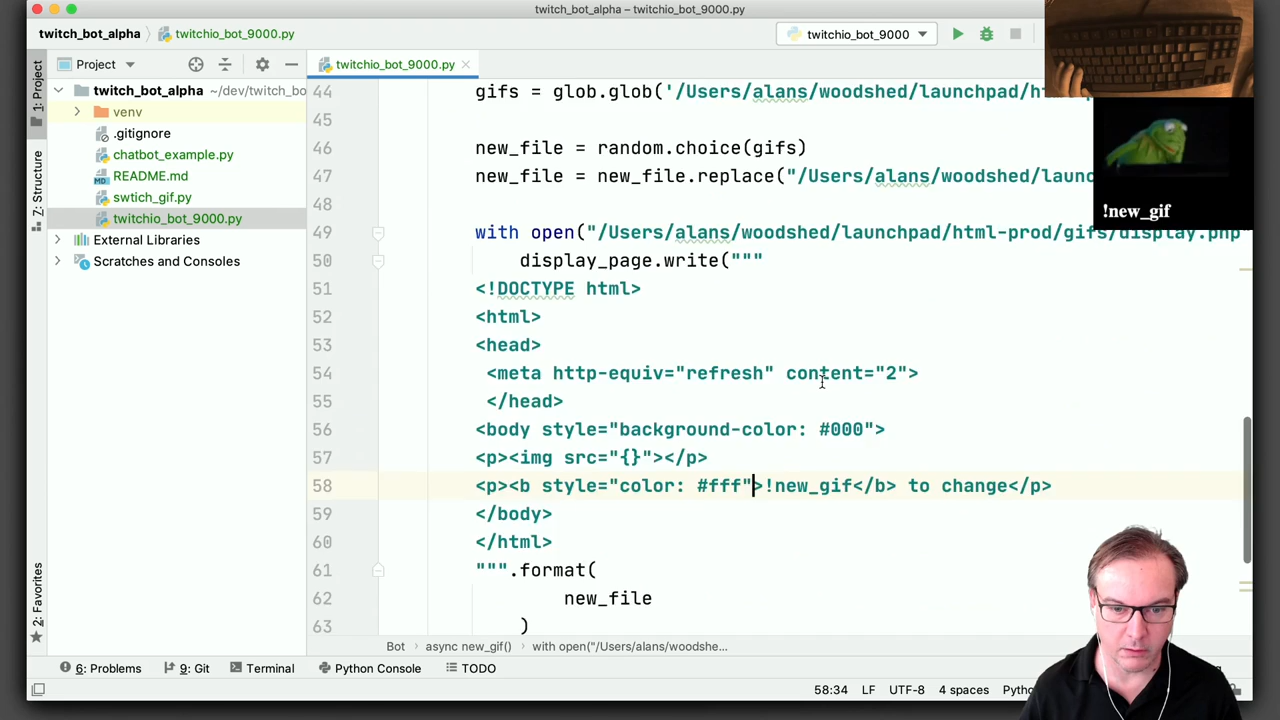 twitch_bot_alpha – twitchio_bot_9000.py
twitch_bot_alpha
twitchio_bot_9000.py
twitchio_bot_9000
1: Project
Z: Structure
2: Favorites
Project
twitchio_bot_9000.py
twitch_bot_alpha ~/dev/twitch_bo
venv
.gitignore
chatbot_example.py
README.md
swtich_gif.py
twitchio_bot_9000.py
External Libraries
Scratches and Consoles
44 gifs = glob.glob('/Users/alans/woodshed/launchpad/
45
46 new_file = random.choice(gifs)
47 new_file = new_file.replace("/Users/alans/woodshed/
48
49 with open("/Users/alans/woodshed/launchpad/html-prod/gifs/display.php
50 display_page.write("""
51 <!DOCTYPE html>
52 <html>
53 <head>
54 <meta http-equiv="refresh" content="2">
55 </head>
56 <body style="background-color: #000">
57 <p><img src="{}"></p>
58 <p><b style="color: #fff">!new_gif</b> to change</p>
59 </body>
60 </html>
61 """.format(
62 new_file
63 )
!new_gif
Bot async new_gif() with open("/Users/alans/woodshe...
6: Problems 9: Git Terminal Python Console TODO
58:34 LF UTF-8 4 spaces